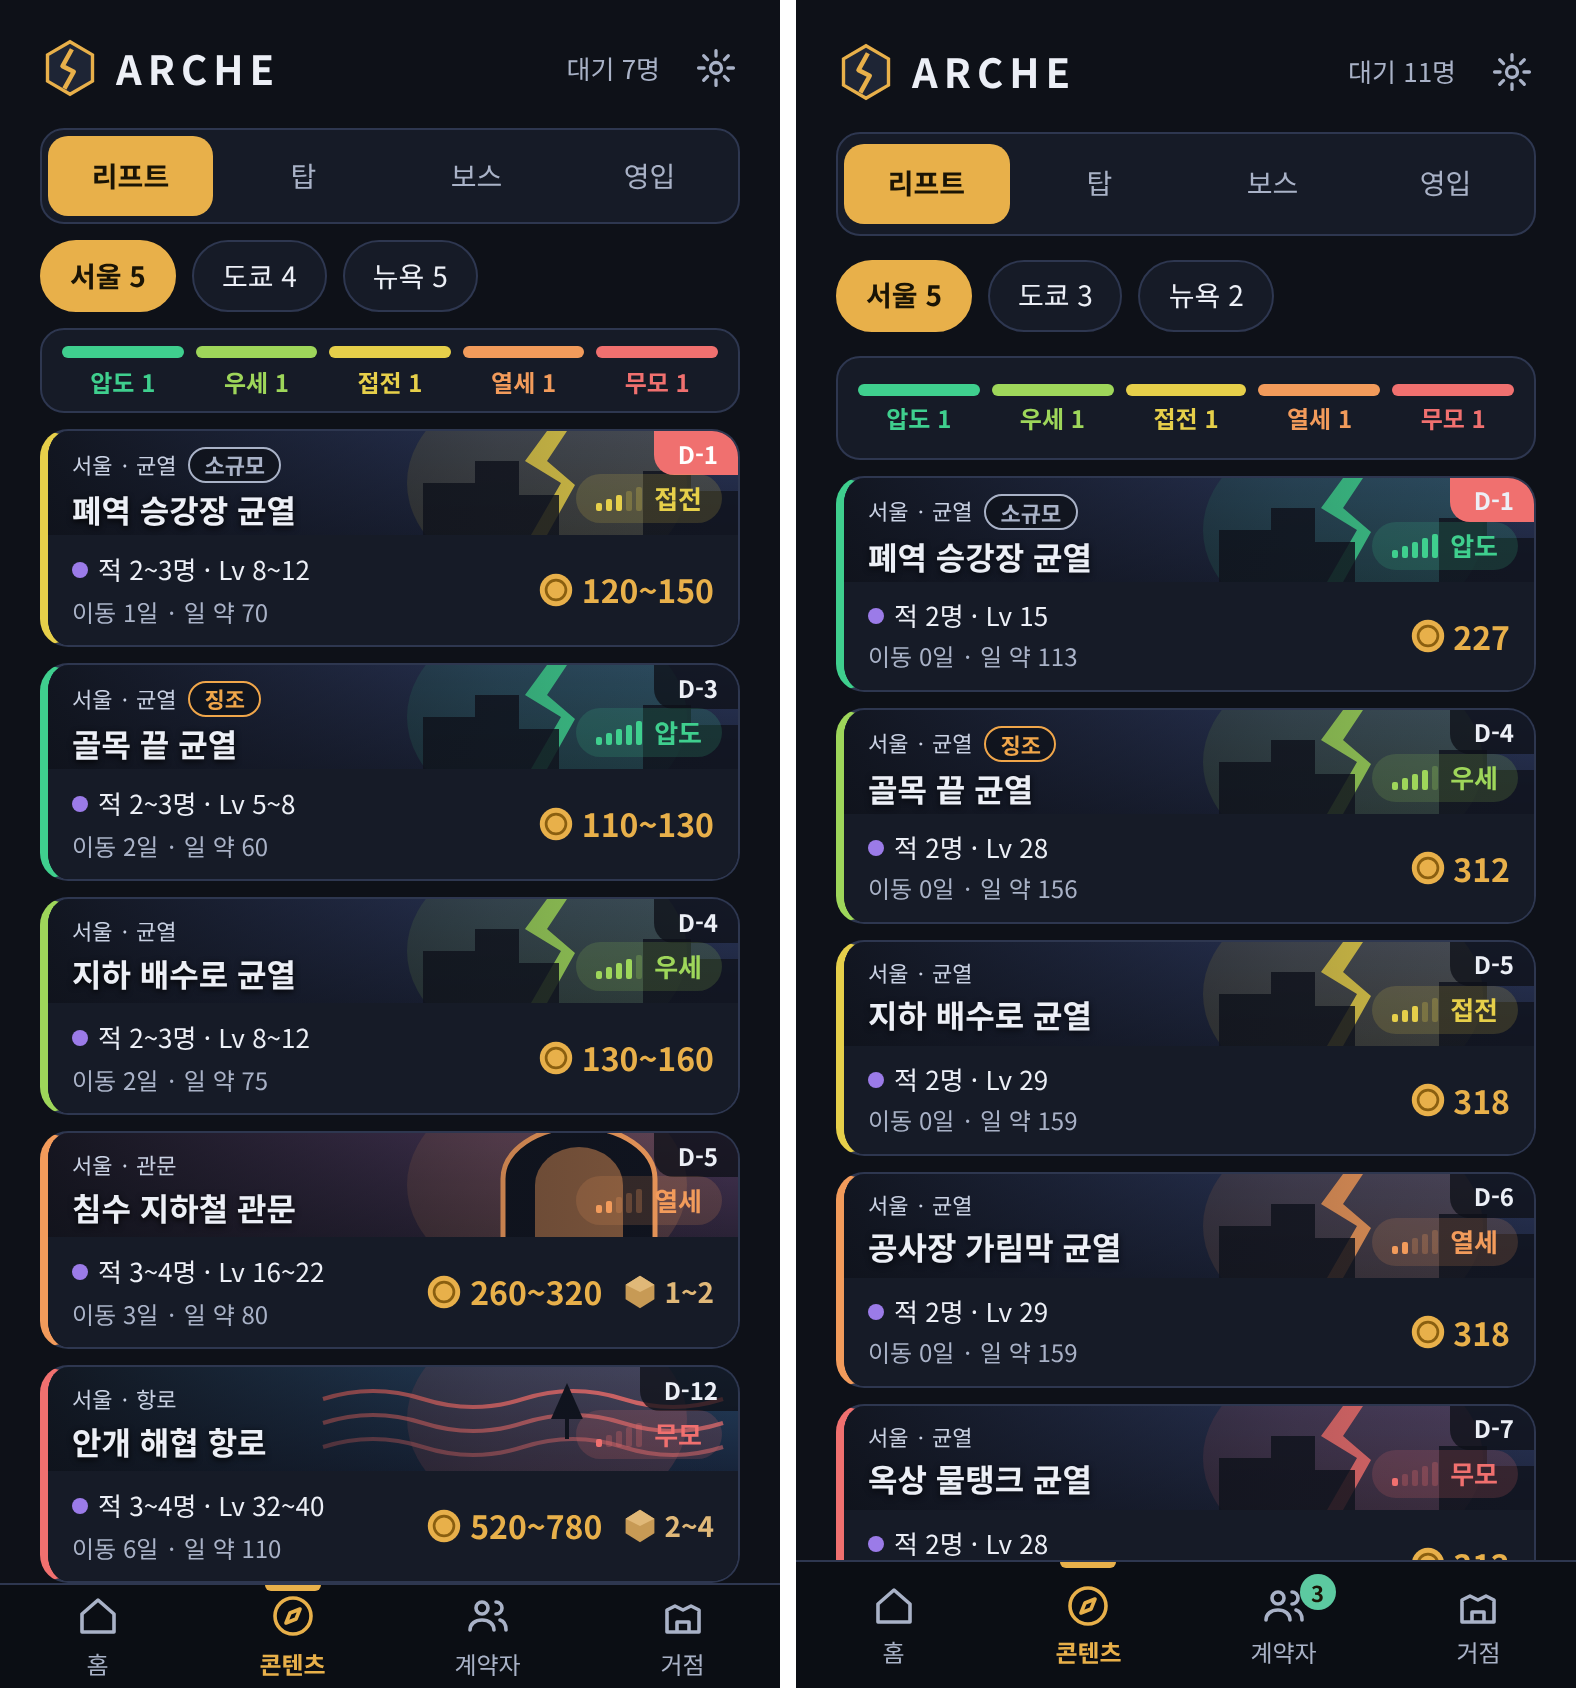 ARCHE
대기 7명
리프트
탑
보스
영입
서울 5
도쿄 4
뉴욕 5
압도 1
우세 1
접전 1
열세 1
무모 1
서울 · 균열 소규모
D-1
폐역 승강장 균열
접전
적 2~3명 · Lv 8~12
120~150
이동 1일 · 일 약 70
서울 · 균열 징조
D-3
골목 끝 균열
압도
적 2~3명 · Lv 5~8
110~130
이동 2일 · 일 약 60
서울 · 균열
D-4
지하 배수로 균열
우세
적 2~3명 · Lv 8~12
130~160
이동 2일 · 일 약 75
서울 · 관문
D-5
침수 지하철 관문
열세
적 3~4명 · Lv 16~22
260~320 1~2
이동 3일 · 일 약 80
서울 · 항로
D-12
안개 해협 항로
무모
적 3~4명 · Lv 32~40
520~780 2~4
이동 6일 · 일 약 110
홈
콘텐츠
계약자
거점
ARCHE
대기 11명
리프트
탑
보스
영입
서울 5
도쿄 3
뉴욕 2
압도 1
우세 1
접전 1
열세 1
무모 1
서울 · 균열 소규모
D-1
폐역 승강장 균열
압도
적 2명 · Lv 15
227
이동 0일 · 일 약 113
서울 · 균열 징조
D-4
골목 끝 균열
우세
적 2명 · Lv 28
312
이동 0일 · 일 약 156
서울 · 균열
D-5
지하 배수로 균열
접전
적 2명 · Lv 29
318
이동 0일 · 일 약 159
서울 · 균열
D-6
공사장 가림막 균열
열세
적 2명 · Lv 29
318
이동 0일 · 일 약 159
서울 · 균열
D-7
옥상 물탱크 균열
무모
적 2명 · Lv 28
홈
콘텐츠
계약자
3
거점